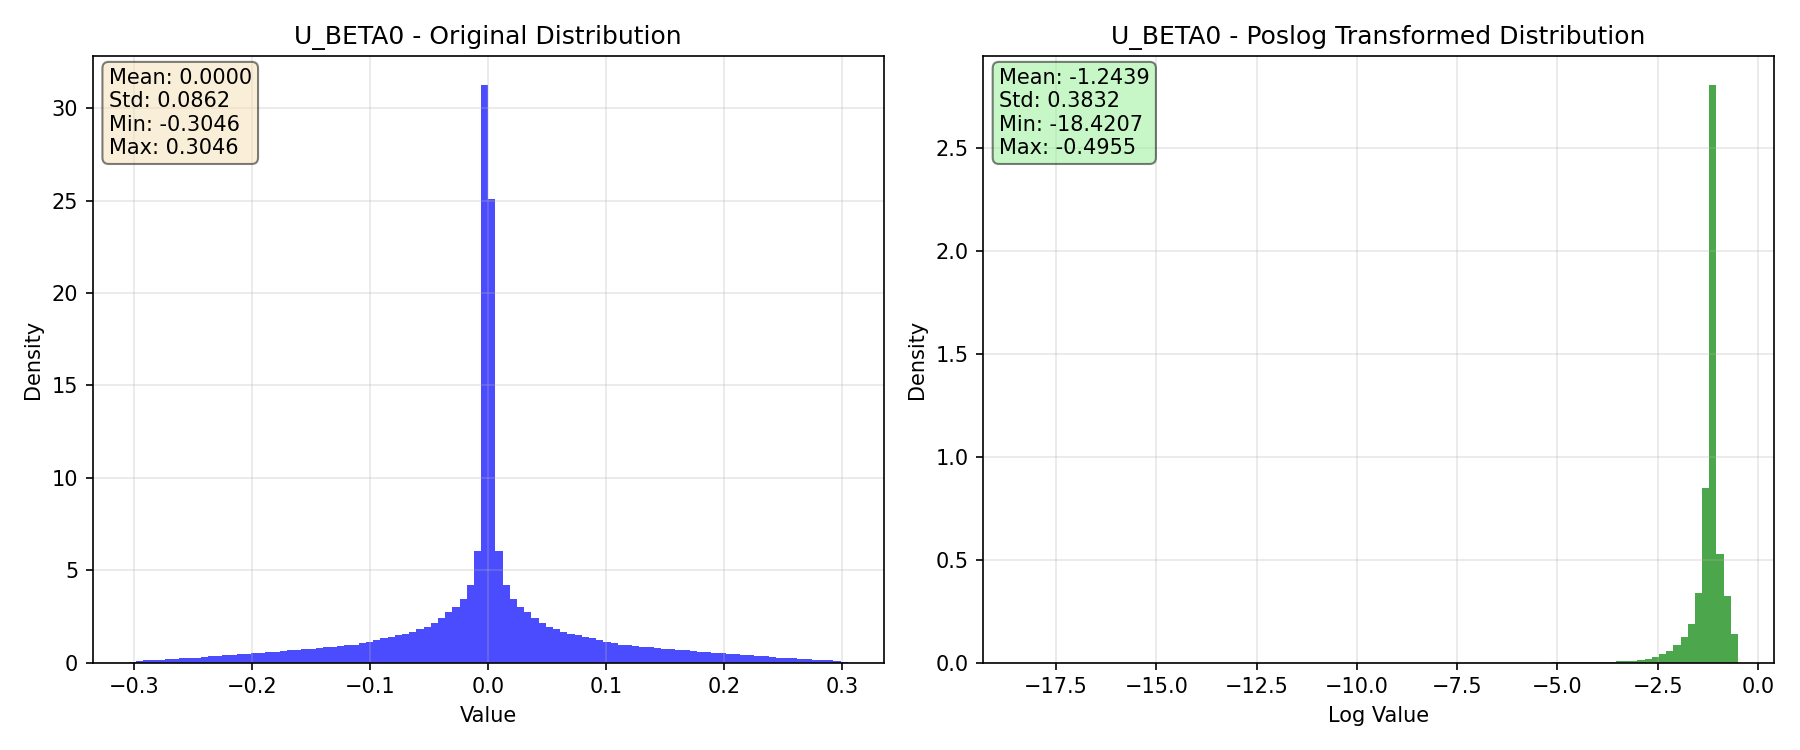 U_BETA0 - Original Distribution
Mean: 0.0000
Std: 0.0862
Min: -0.3046
Max: 0.3046
30
25
20
15
10
5
0
Density
−0.3 −0.2 −0.1 0.0 0.1 0.2 0.3
Value
U_BETA0 - Poslog Transformed Distribution
Mean: -1.2439
Std: 0.3832
Min: -18.4207
Max: -0.4955
2.5
2.0
1.5
1.0
0.5
0.0
Density
−17.5 −15.0 −12.5 −10.0 −7.5 −5.0 −2.5 0.0
Log Value